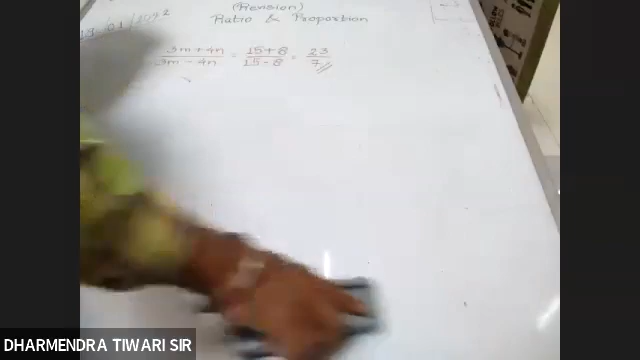 (Revision)
Ratio & Proportion
3m+4n / 3m-4n = 15+8 / 15-8 = 23 / 7
DHARMENDRA TIWARI SIR